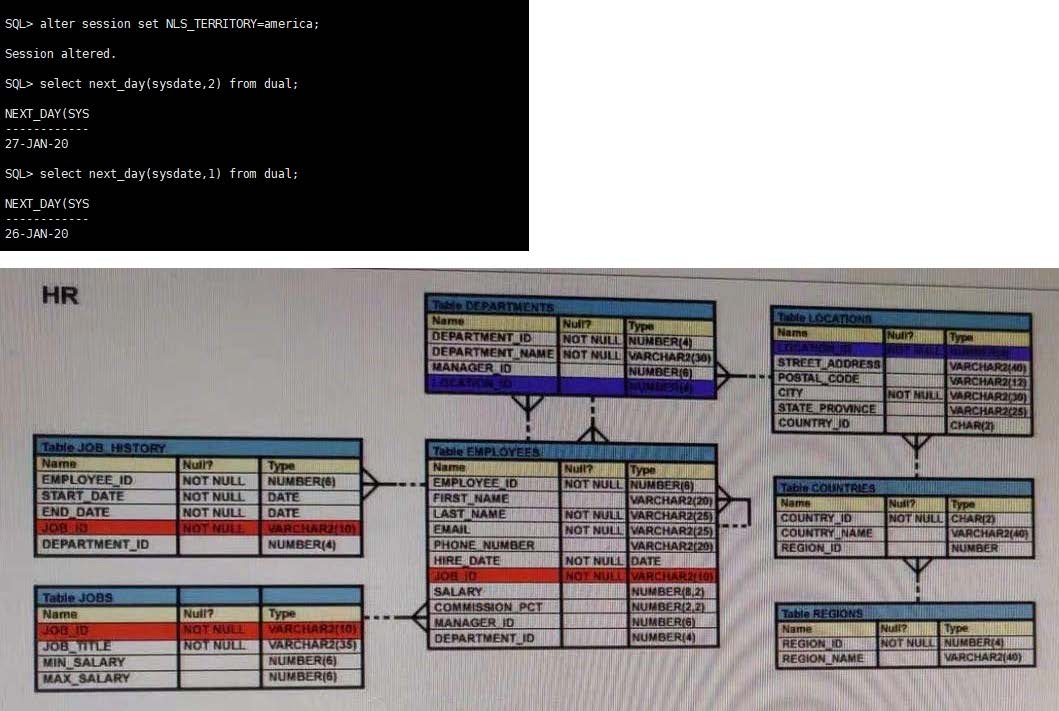 SQL> alter session set NLS_TERRITORY=america;
Session altered.
SQL> select next_day(sysdate,2) from dual;
NEXT_DAY(SYS
------------
27-JAN-20
SQL> select next_day(sysdate,1) from dual;
NEXT_DAY(SYS
------------
26-JAN-20
HR
Table DEPARTMENTS
Name Null? Type
DEPARTMENT_ID NOT NULL NUMBER(4)
DEPARTMENT_NAME NOT NULL VARCHAR2(30)
MANAGER_ID NUMBER(6)
LOCATION_ID NUMBER(4)
Table LOCATIONS
Name Null? Type
LOCATION_ID NOT NULL
STREET_ADDRESS VARCHAR2(40)
POSTAL_CODE VARCHAR2(12)
CITY NOT NULL VARCHAR2(30)
STATE_PROVINCE VARCHAR2(25)
COUNTRY_ID CHAR(2)
Table JOB_HISTORY
Name Null? Type
EMPLOYEE_ID NOT NULL NUMBER(6)
START_DATE NOT NULL DATE
END_DATE NOT NULL DATE
JOB_ID NOT NULL VARCHAR2(10)
DEPARTMENT_ID NUMBER(4)
Table EMPLOYEES
Name Null? Type
EMPLOYEE_ID NOT NULL NUMBER(6)
FIRST_NAME VARCHAR2(20)
LAST_NAME NOT NULL VARCHAR2(25)
EMAIL NOT NULL VARCHAR2(25)
PHONE_NUMBER VARCHAR2(20)
HIRE_DATE NOT NULL DATE
JOB_ID NOT NULL VARCHAR2(10)
SALARY NUMBER(8,2)
COMMISSION_PCT NUMBER(2,2)
MANAGER_ID NUMBER(6)
DEPARTMENT_ID NUMBER(4)
Table COUNTRIES
Name Null? Type
COUNTRY_ID NOT NULL CHAR(2)
COUNTRY_NAME VARCHAR2(40)
REGION_ID NUMBER
Table JOBS
Name Null? Type
JOB_ID NOT NULL VARCHAR2(10)
JOB_TITLE NOT NULL VARCHAR2(35)
MIN_SALARY NUMBER(6)
MAX_SALARY NUMBER(6)
Table REGIONS
Name Null? Type
REGION_ID NOT NULL NUMBER(4)
REGION_NAME VARCHAR2(40)